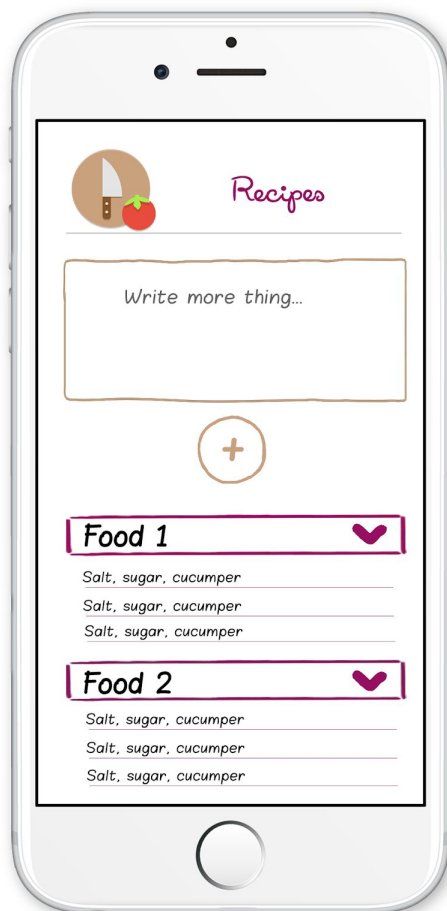 Recipes
Write more thing...
+
Food 1
Salt, sugar, cucumper
Salt, sugar, cucumper
Salt, sugar, cucumper
Food 2
Salt, sugar, cucumper
Salt, sugar, cucumper
Salt, sugar, cucumper